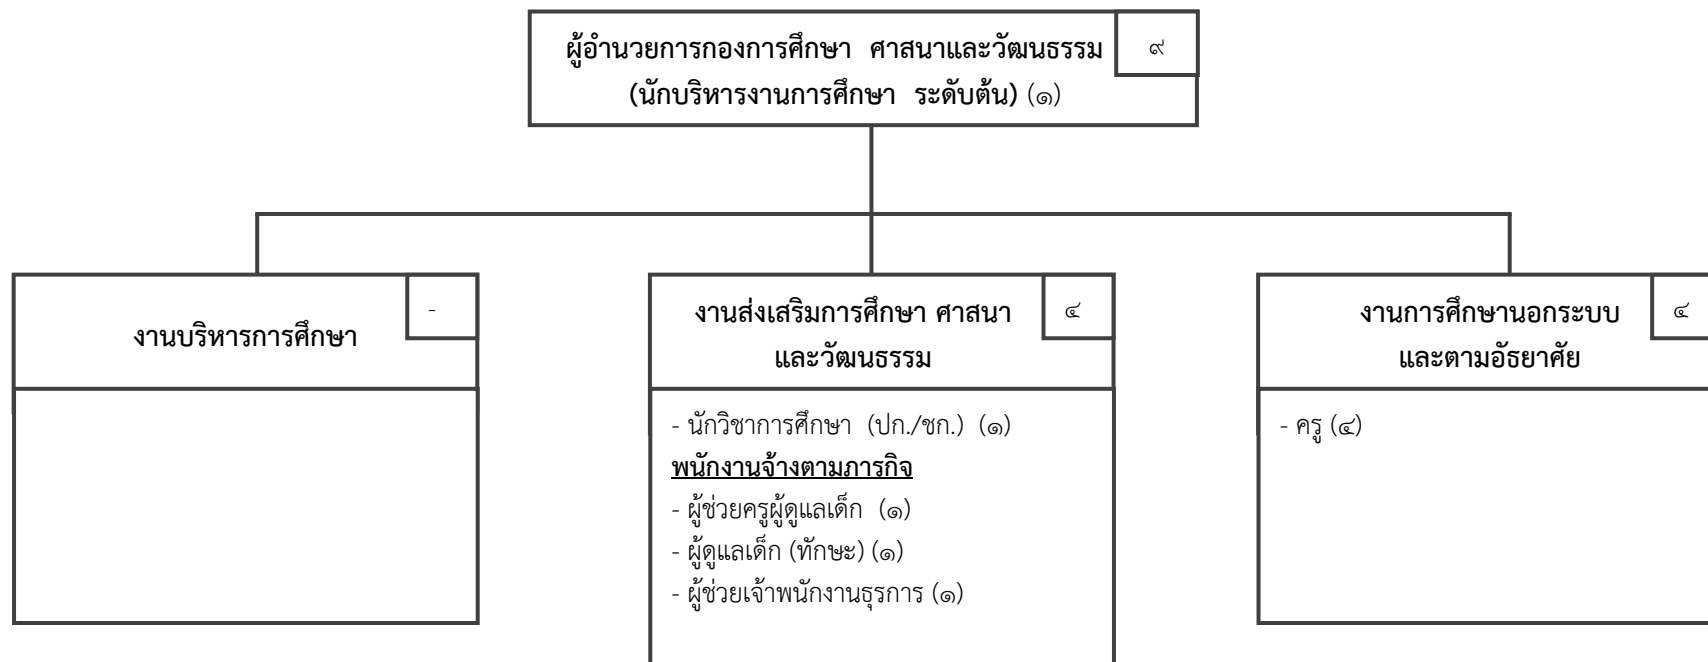 ผู้อำนวยการกองการศึกษา ศาสนาและวัฒนธรรม
(นักบริหารงานการศึกษา ระดับต้น) (๑)
๙
งานบริหารการศึกษา
-
งานส่งเสริมการศึกษา ศาสนา
และวัฒนธรรม
๔
- นักวิชาการศึกษา (ปก./ชก.) (๑)
พนักงานจ้างตามภารกิจ
- ผู้ช่วยครูผู้ดูแลเด็ก (๑)
- ผู้ดูแลเด็ก (ทักษะ) (๑)
- ผู้ช่วยเจ้าพนักงานธุรการ (๑)
งานการศึกษานอกระบบ
และตามอัธยาศัย
๔
- ครู (๔)